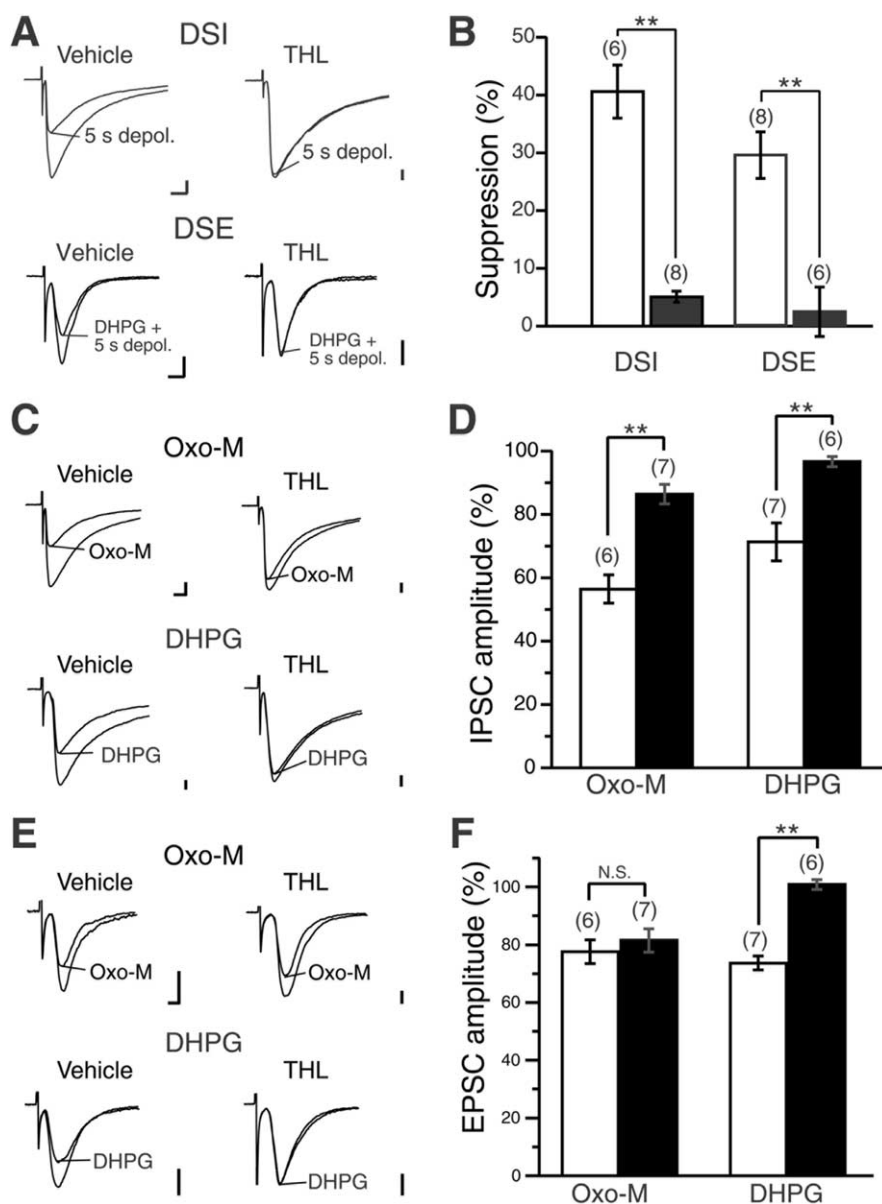 A
DSI
Vehicle
THL
5 s depol.
5 s depol.
DSE
Vehicle
THL
DHPG +
5 s depol.
DHPG +
5 s depol.
B
Suppression (%)
50
40
30
20
10
0
(6)
**
(8)
(8)
**
(6)
DSI
DSE
C
Oxo-M
Vehicle
THL
Oxo-M
Oxo-M
DHPG
Vehicle
THL
DHPG
DHPG
D
IPSC amplitude (%)
100
80
60
40
20
0
(6)
**
(7)
(7)
**
(6)
Oxo-M
DHPG
E
Oxo-M
Vehicle
THL
Oxo-M
Oxo-M
DHPG
Vehicle
THL
DHPG
DHPG
F
EPSC amplitude (%)
100
80
60
40
20
0
(6)
N.S.
(7)
(7)
**
(6)
Oxo-M
DHPG